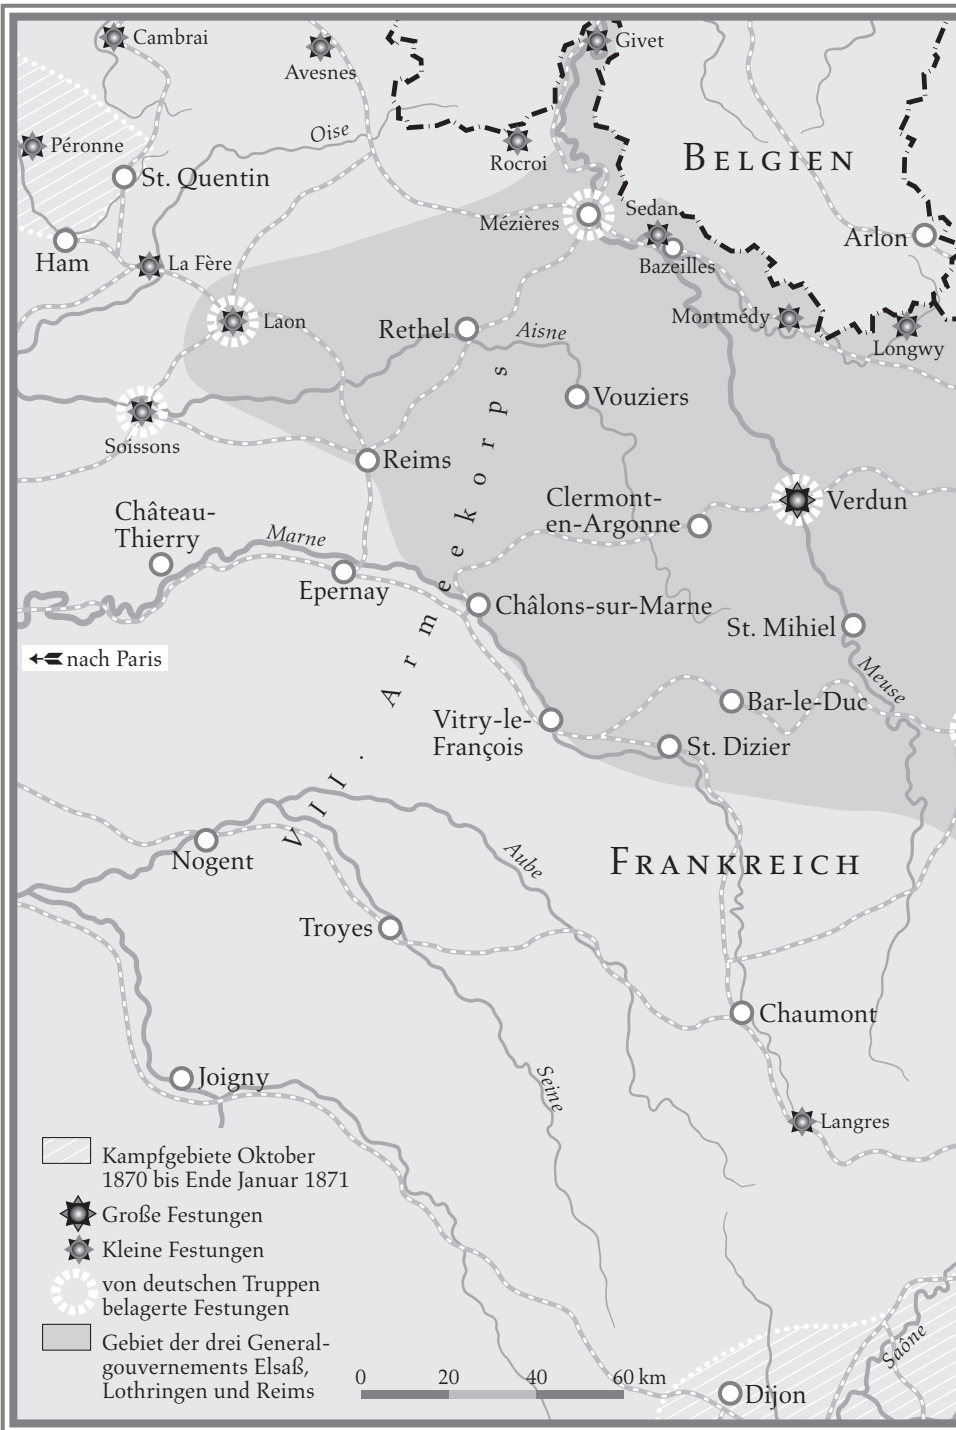 Cambrai
Avesnes
Givet
Péronne
Oise
Rocroi
BELGIEN
St. Quentin
Sedan
Mézières
Arlon
Ham
La Fère
Bazeilles
Laon
Rethel
Aisne
Montmédy
Longwy
Vouziers
Soissons
Reims
Clermont-
en-Argonne
Verdun
Château-
Thierry
Marne
Epernay
Châlons-sur-Marne
St. Mihiel
nach Paris
Meuse
Bar-le-Duc
Vitry-le-
François
St. Dizier
VII. Armeekorps
Nogent
Aube
FRANKREICH
Troyes
Chaumont
Joigny
Seine
Langres
Kampfgebiete Oktober
1870 bis Ende Januar 1871
Große Festungen
Kleine Festungen
von deutschen Truppen
belagerte Festungen
Gebiet der drei General-
gouvernements Elsaß,
Lothringen und Reims
0 20 40 60 km
Saône
Dijon